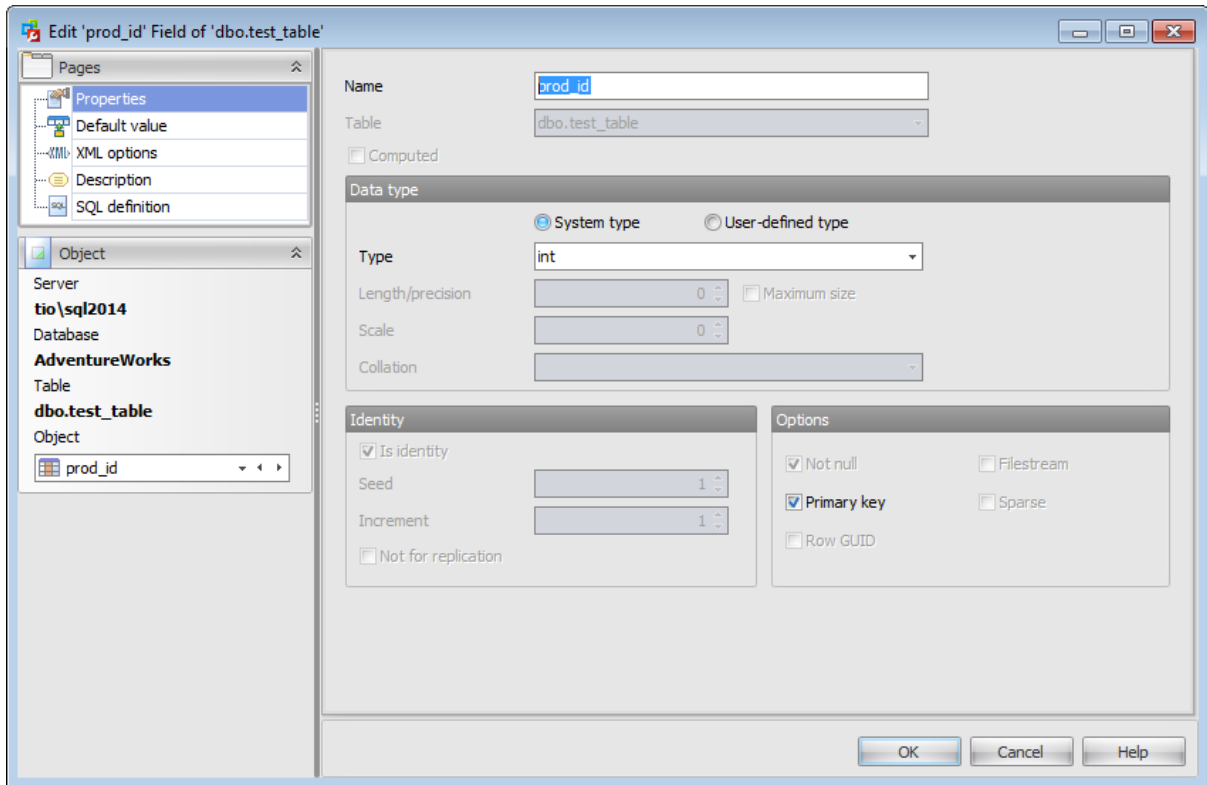 Edit 'prod_id' Field of 'dbo.test_table'
Pages
Properties
Default value
XML options
Description
SQL definition
Object
Server
tio\sql2014
Database
AdventureWorks
Table
dbo.test_table
Object
prod_id
Name prod_id
Table dbo.test_table
Computed
Data type
System type User-defined type
Type int
Length/precision 0 Maximum size
Scale 0
Collation
Identity
Is identity
Seed 1
Increment 1
Not for replication
Options
Not null Filestream
Primary key Sparse
Row GUID
OK Cancel Help